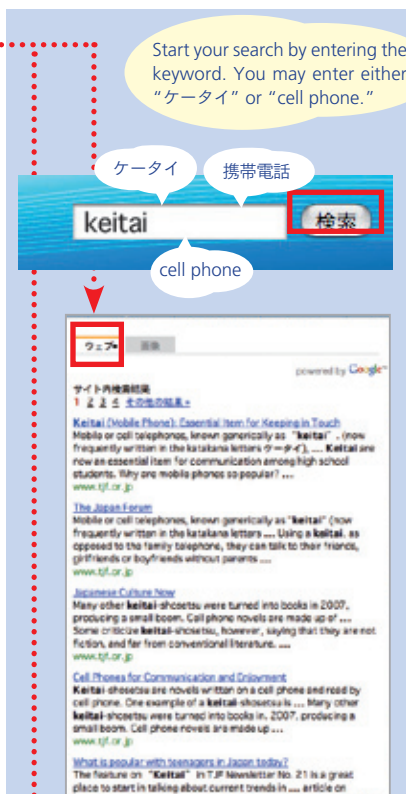 Start your search by entering the
keyword. You may enter either
“ケータイ” or “cell phone.”
ケータイ
携帯電話
keitai
検索
cell phone
ウェブ
画像
powered by Google™
サイト内検索結果
1 2 3 4 その他の結果»
Keitai (Mobile Phone): Essential Item for Keeping in Touch
Mobile or cell telephones, known generically as "keitai", (now
frequently written in the katakana letters ケータイ), .... Keitai are
now an essential item for communication among high school
students. Why are mobile phones so popular? ...
www.tjf.or.jp
The Japan Forum
Mobile or cell telephones, known generically as "keitai" (now
frequently written in the katakana letters .... Using a keitai, as
opposed to the family telephone, they can talk to their friends,
girlfriends or boyfriends without parents ....
www.tjf.or.jp
Japanese Culture Now
Many other keitai-shosetsu were turned into books in 2007,
producing a small boom. Cell phone novels are made up of ....
Some criticize keitai-shosetsu, however, saying that they are not
fiction, and far from conventional literature. ....
www.tjf.or.jp
Cell Phones for Communication and Enjoyment
Keitai-shosetsu are novels written on a cell phone and read by
cell phone. One example of a keitai-shosetsu is .... Many other
keitai-shosetsu were turned into books in. 2007, producing a
small boom. Cell phone novels are made up ...
www.tjf.or.jp
What is popular with teenagers in Japan today?
The feature on "Keitai" in TJF Newsletter No. 21 is a great
place to start in talking about current trends in .... article on